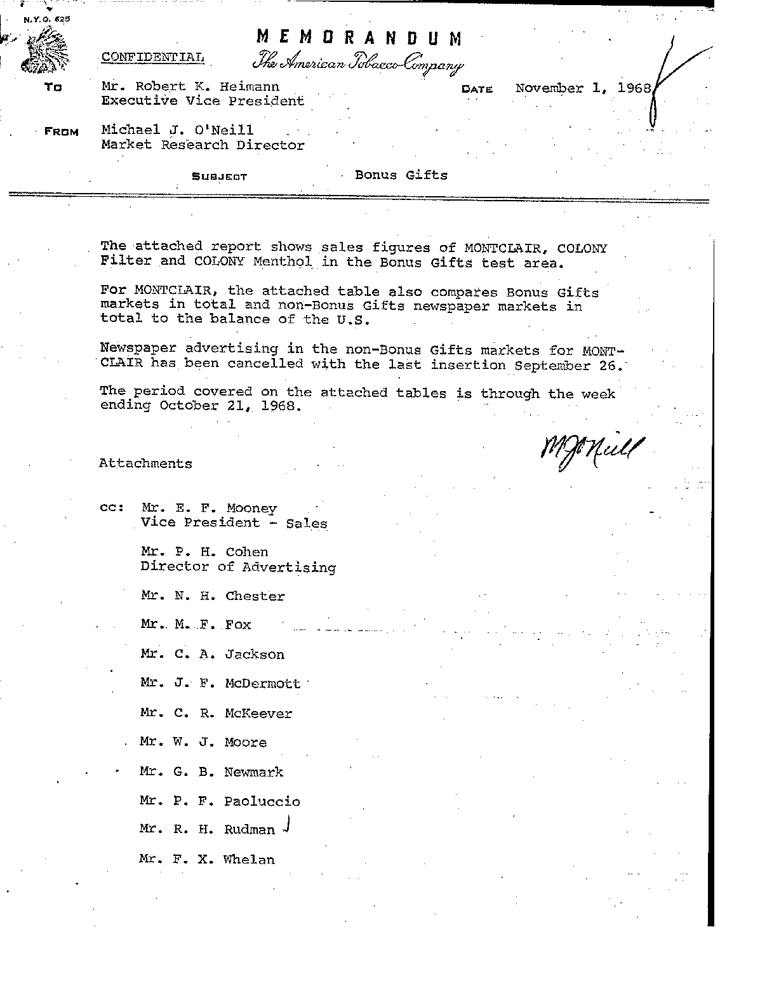 N.Y.O. 625
MEMORANDUM
CONFIDENTIAL
The American Tobacco Company
TO Mr. Robert K. Heimann DATE November 1, 1968
Executive Vice President
FROM Michael J. O'Neill
Market Research Director
SUBJECT Bonus Gifts
The attached report shows sales figures of MONTCLAIR, COLONY
Filter and COLONY Menthol in the Bonus Gifts test area.
For MONTCLAIR, the attached table also compares Bonus Gifts
markets in total and non-Bonus Gifts newspaper markets in
total to the balance of the U.S.
Newspaper advertising in the non-Bonus Gifts markets for MONT-
CLAIR has been cancelled with the last insertion September 26.
The period covered on the attached tables is through the week
ending October 21, 1968.
MJO'Neill
Attachments
cc: Mr. E. F. Mooney
Vice President - Sales
Mr. P. H. Cohen
Director of Advertising
Mr. N. H. Chester
Mr. M. F. Fox
Mr. C. A. Jackson
Mr. J. F. McDermott
Mr. C. R. McKeever
Mr. W. J. Moore
Mr. G. B. Newmark
Mr. P. F. Paoluccio
Mr. R. H. Rudman
Mr. F. X. Whelan